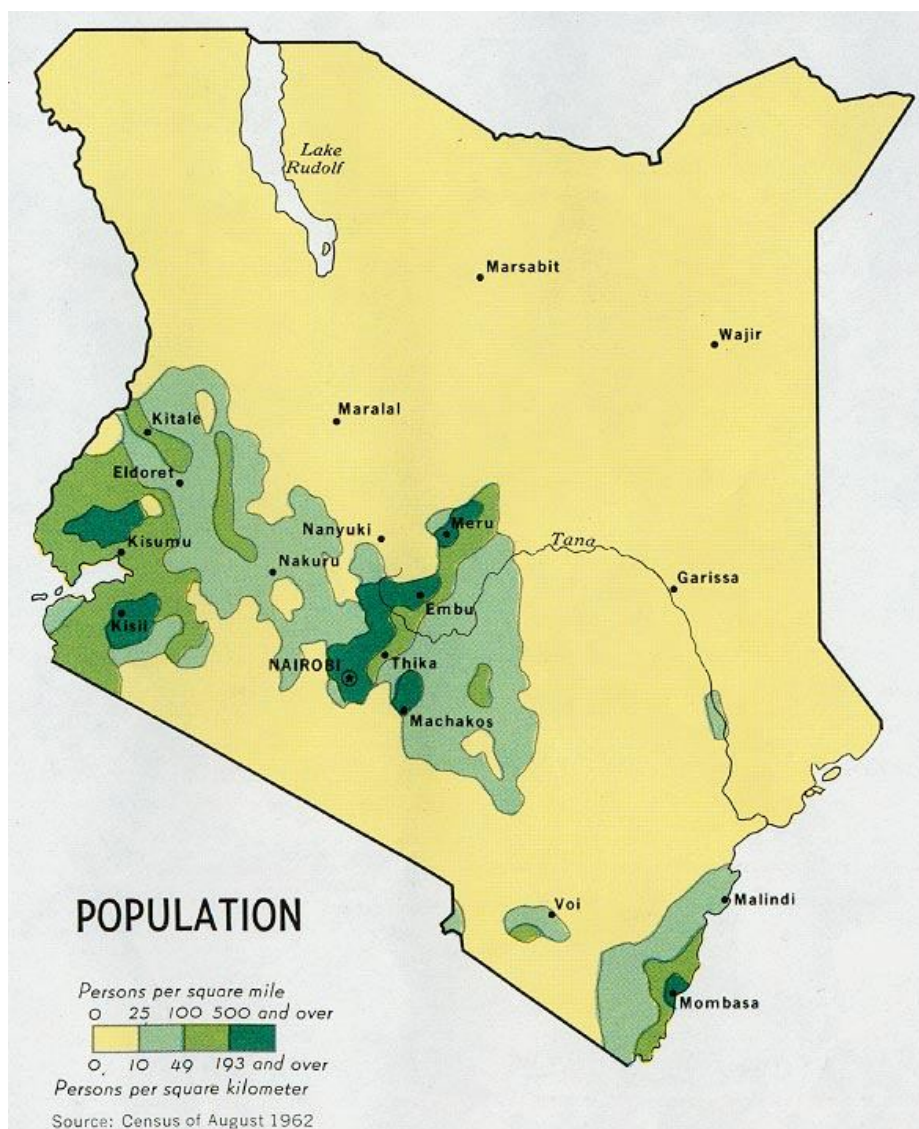 Lake
Rudolf
Marsabit
Wajir
Maralal
Kitale
Eldoret
Nanyuki
Meru
Tana
Kisumu
Nakuru
Garissa
Embu
Kisii
NAIROBI
Thika
Machakos
POPULATION
Voi
Malindi
Mombasa
Persons per square mile
0 25 100 500 and over
0 10 49 193 and over
Persons per square kilometer
Source: Census of August 1962